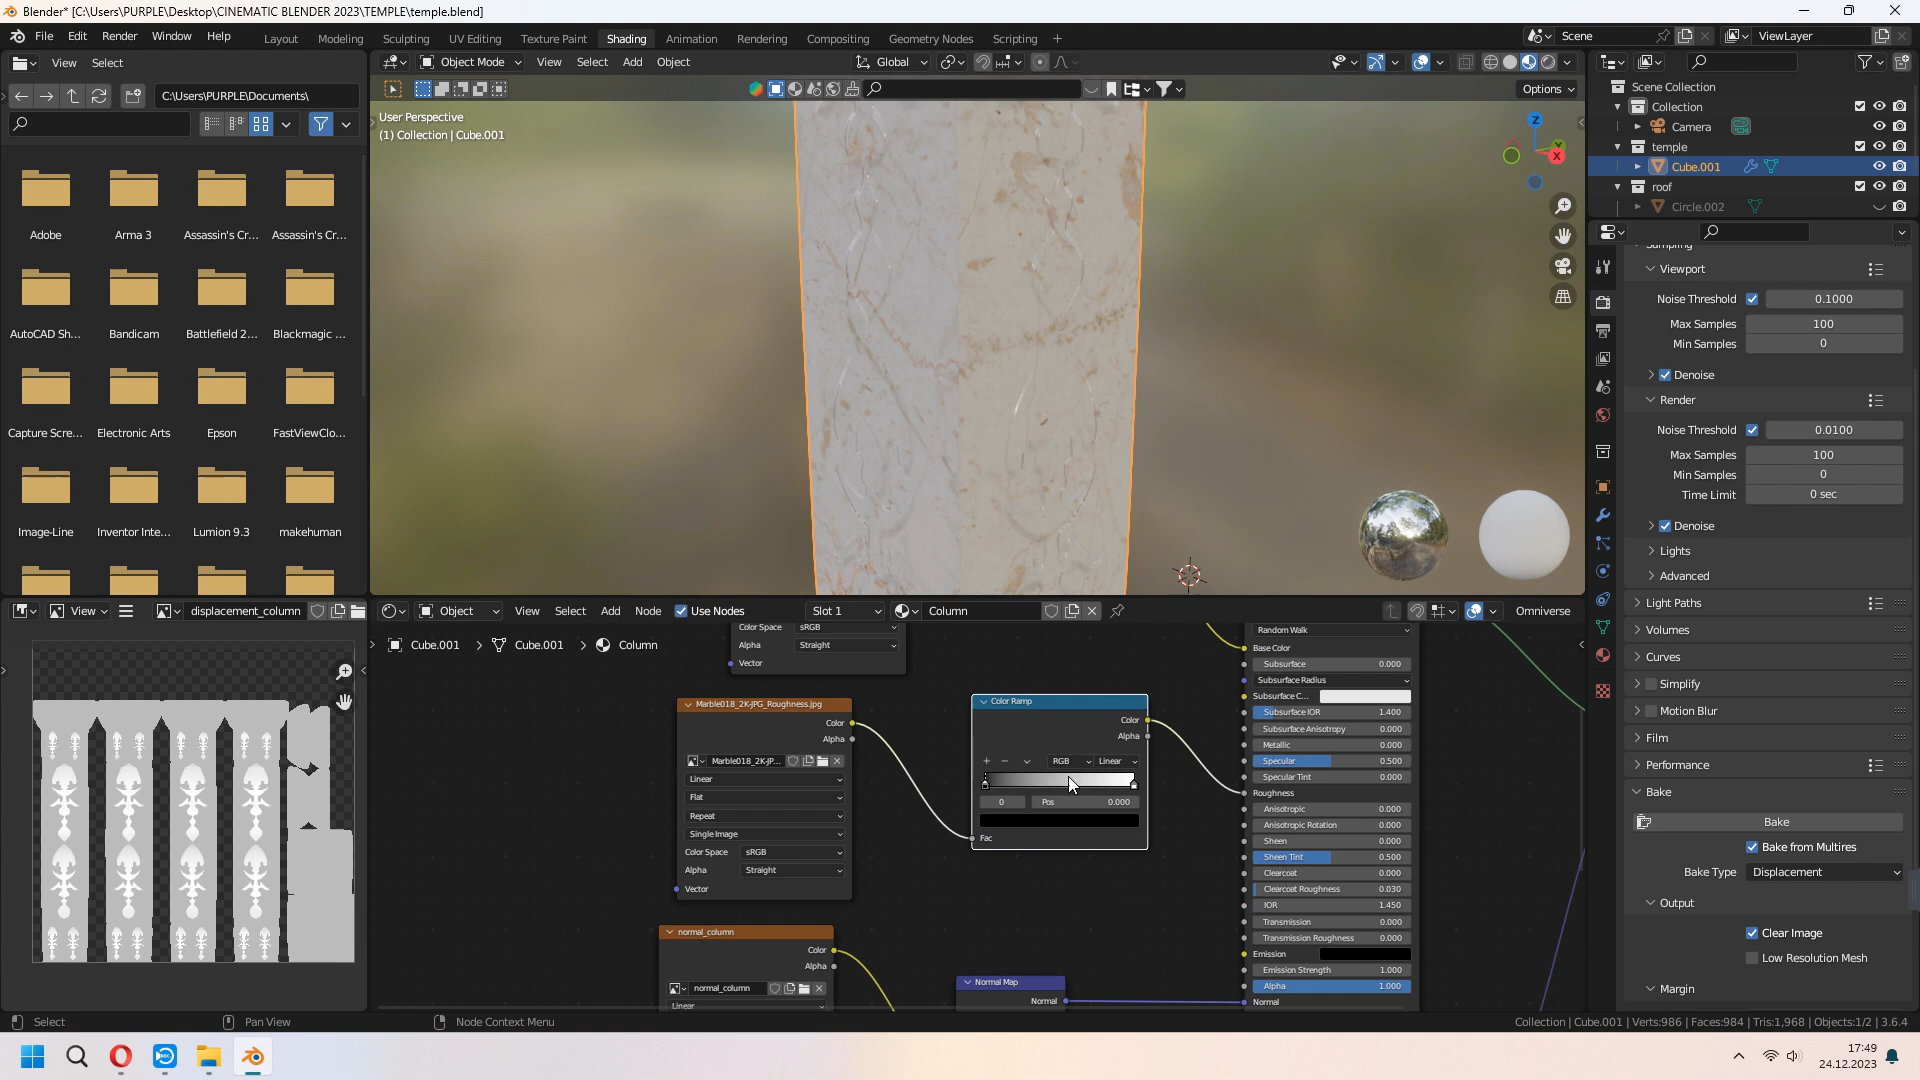 Blender* [C:\Users\PURPLE\Desktop\CINEMATIC BLENDER 2023\TEMPLE\temple.blend]
File Edit Render Window Help Layout Modeling Sculpting UV Editing Texture Paint Shading Animation Rendering Compositing Geometry Nodes Scripting + Scene ViewLayer
View Select
Object Mode View Select Add Object Global
C:\Users\PURPLE\Documents\
Options
User Perspective
(1) Collection | Cube.001
Z
Y
X
Adobe Arma 3 Assassin's Cr... Assassin's Cr...
AutoCAD Sh... Bandicam Battlefield 2... Blackmagic ...
Capture Scre... Electronic Arts Epson FastViewClo...
Image-Line Inventor Inte... Lumion 9.3 makehuman
Scene Collection
Collection
Camera
temple
Cube.001
roof
Circle.002
Sampling
Viewport
Noise Threshold 0.1000
Max Samples 100
Min Samples 0
Denoise
Render
Noise Threshold 0.0100
Max Samples 100
Min Samples 0
Time Limit 0 sec
Denoise
Lights
Advanced
Light Paths
Volumes
Curves
Simplify
Motion Blur
Film
Performance
Bake
Bake
Bake from Multires
Bake Type Displacement
Output
Clear Image
Low Resolution Mesh
Margin
View displacement_column
Object View Select Add Node Use Nodes Slot 1 Column Omniverse
Cube.001 > Cube.001 > Column
Color Space sRGB
Alpha Straight
Vector
Marble018_2K-JPG_Roughness.jpg
Color
Alpha
Marble018_2K-JP...
Linear
Flat
Repeat
Single Image
Color Space sRGB
Alpha Straight
Vector
Color Ramp
Color
Alpha
+ − RGB Linear
0 Pos 0.000
Fac
normal_column
Color
Alpha
normal_column
Linear
Normal Map
Normal
Random Walk
Base Color
Subsurface 0.000
Subsurface Radius
Subsurface C...
Subsurface IOR 1.400
Subsurface Anisotropy 0.000
Metallic 0.000
Specular 0.500
Specular Tint 0.000
Roughness
Anisotropic 0.000
Anisotropic Rotation 0.000
Sheen 0.000
Sheen Tint 0.500
Clearcoat 0.000
Clearcoat Roughness 0.030
IOR 1.450
Transmission 0.000
Transmission Roughness 0.000
Emission
Emission Strength 1.000
Alpha 1.000
Normal
Select Pan View Node Context Menu
Collection | Cube.001 | Verts:986 | Faces:984 | Tris:1,968 | Objects:1/2 | 3.6.4
17:49
24.12.2023